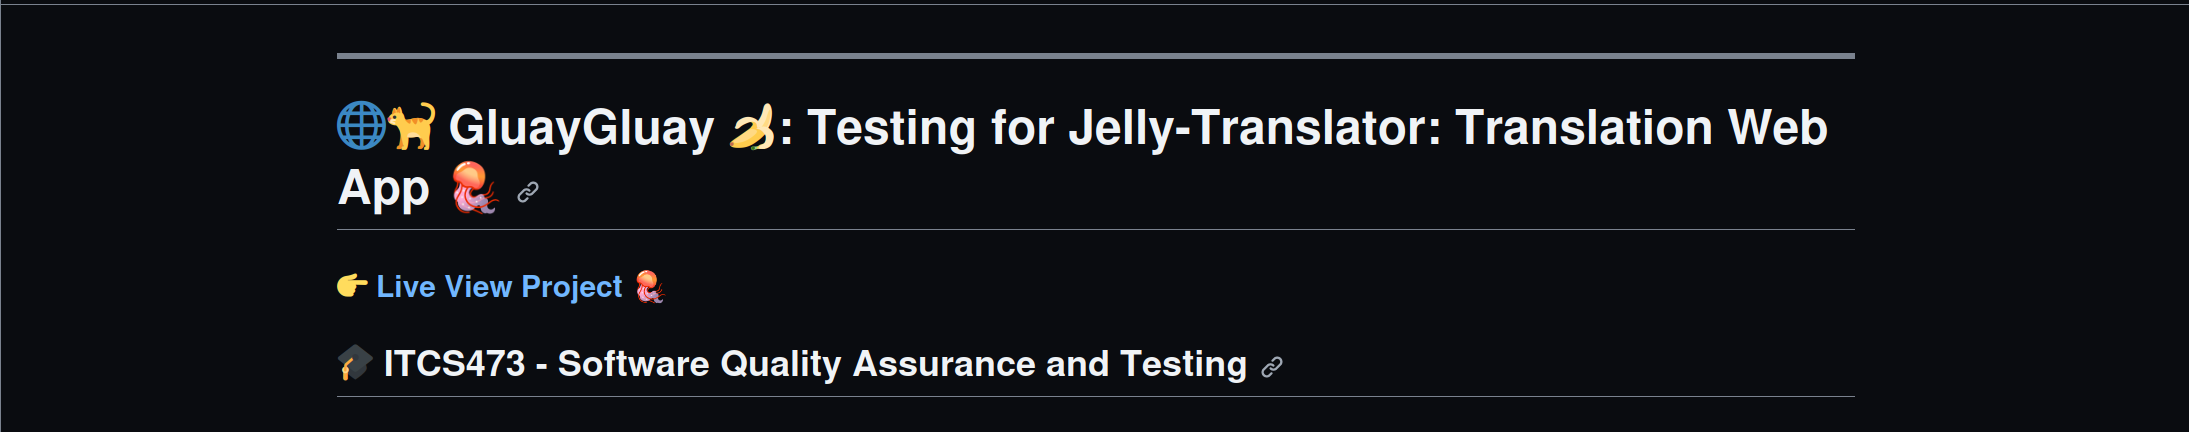 🌐🐈 GluayGluay 🍌: Testing for Jelly-Translator: Translation Web
App 🪼
👉 Live View Project 🪼
🎓 ITCS473 - Software Quality Assurance and Testing